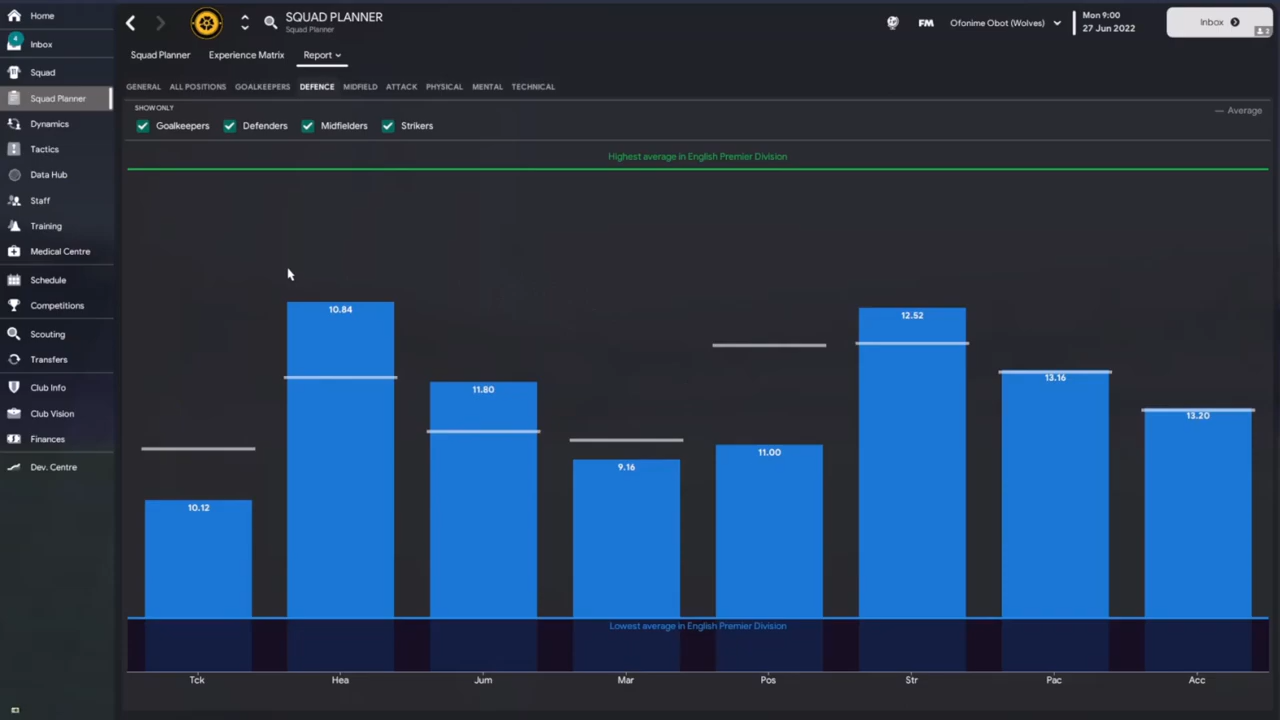 Home
4
Inbox
Squad
Squad Planner
Dynamics
Tactics
Data Hub
Staff
Training
Medical Centre
Schedule
Competitions
Scouting
Transfers
Club Info
Club Vision
Finances
Dev. Centre
SQUAD PLANNER
Squad Planner
FM
Ofonime Obot (Wolves)
Mon 9:00
27 Jun 2022
Inbox
2
Squad Planner
Experience Matrix
Report
GENERAL ALL POSITIONS GOALKEEPERS DEFENCE MIDFIELD ATTACK PHYSICAL MENTAL TECHNICAL
SHOW ONLY
Goalkeepers Defenders Midfielders Strikers
Average
Highest average in English Premier Division
10.12
10.84
11.80
9.16
11.00
12.52
13.16
13.20
Lowest average in English Premier Division
Tck Hea Jum Mar Pos Str Pac Acc